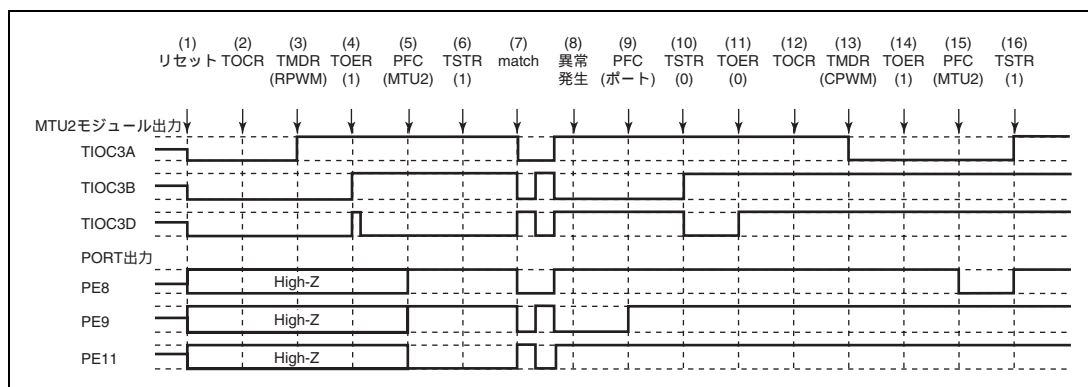 (1) (2) (3) (4) (5) (6) (7) (8) (9) (10) (11) (12) (13) (14) (15) (16)
リセット TOCR TMDR TOER PFC TSTR match 異常 PFC TSTR TOER TOCR TMDR TOER PFC TSTR
(RPWM) (1) (MTU2) (1) 発生 (ポート) (0) (0) (CPWM) (1) (MTU2) (1)
MTU2モジュール出力
TIOC3A
TIOC3B
TIOC3D
PORT出力
PE8 High-Z
PE9 High-Z
PE11 High-Z